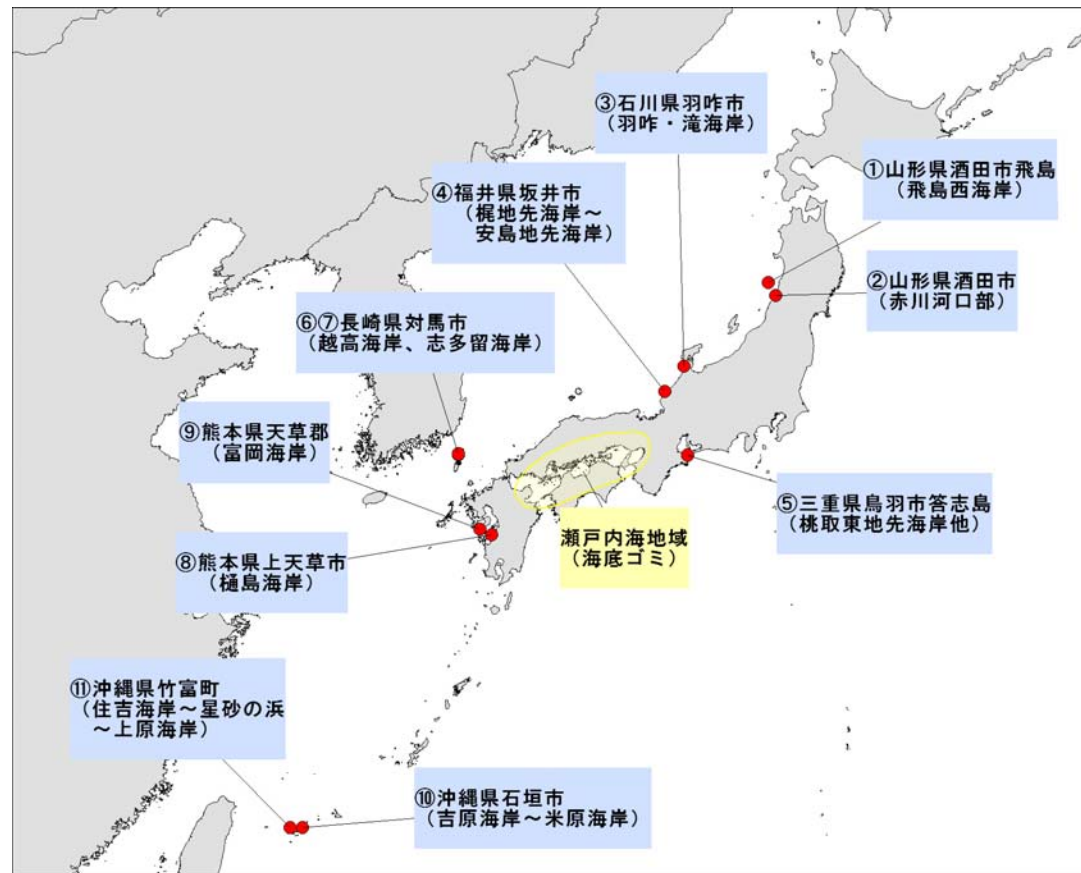 ③石川県羽咋市
（羽咋・滝海岸）
①山形県酒田市飛島
（飛島西海岸）
④福井県坂井市
（梶地先海岸～
安島地先海岸）
②山形県酒田市
（赤川河口部）
⑥⑦長崎県対馬市
（越高海岸、志多留海岸）
⑨熊本県天草郡
（富岡海岸）
⑤三重県鳥羽市答志島
（桃取東地先海岸他）
瀬戸内海地域
（海底ゴミ）
⑧熊本県上天草市
（樋島海岸）
⑪沖縄県竹富町
（住吉海岸～星砂の浜
～上原海岸）
⑩沖縄県石垣市
（吉原海岸～米原海岸）